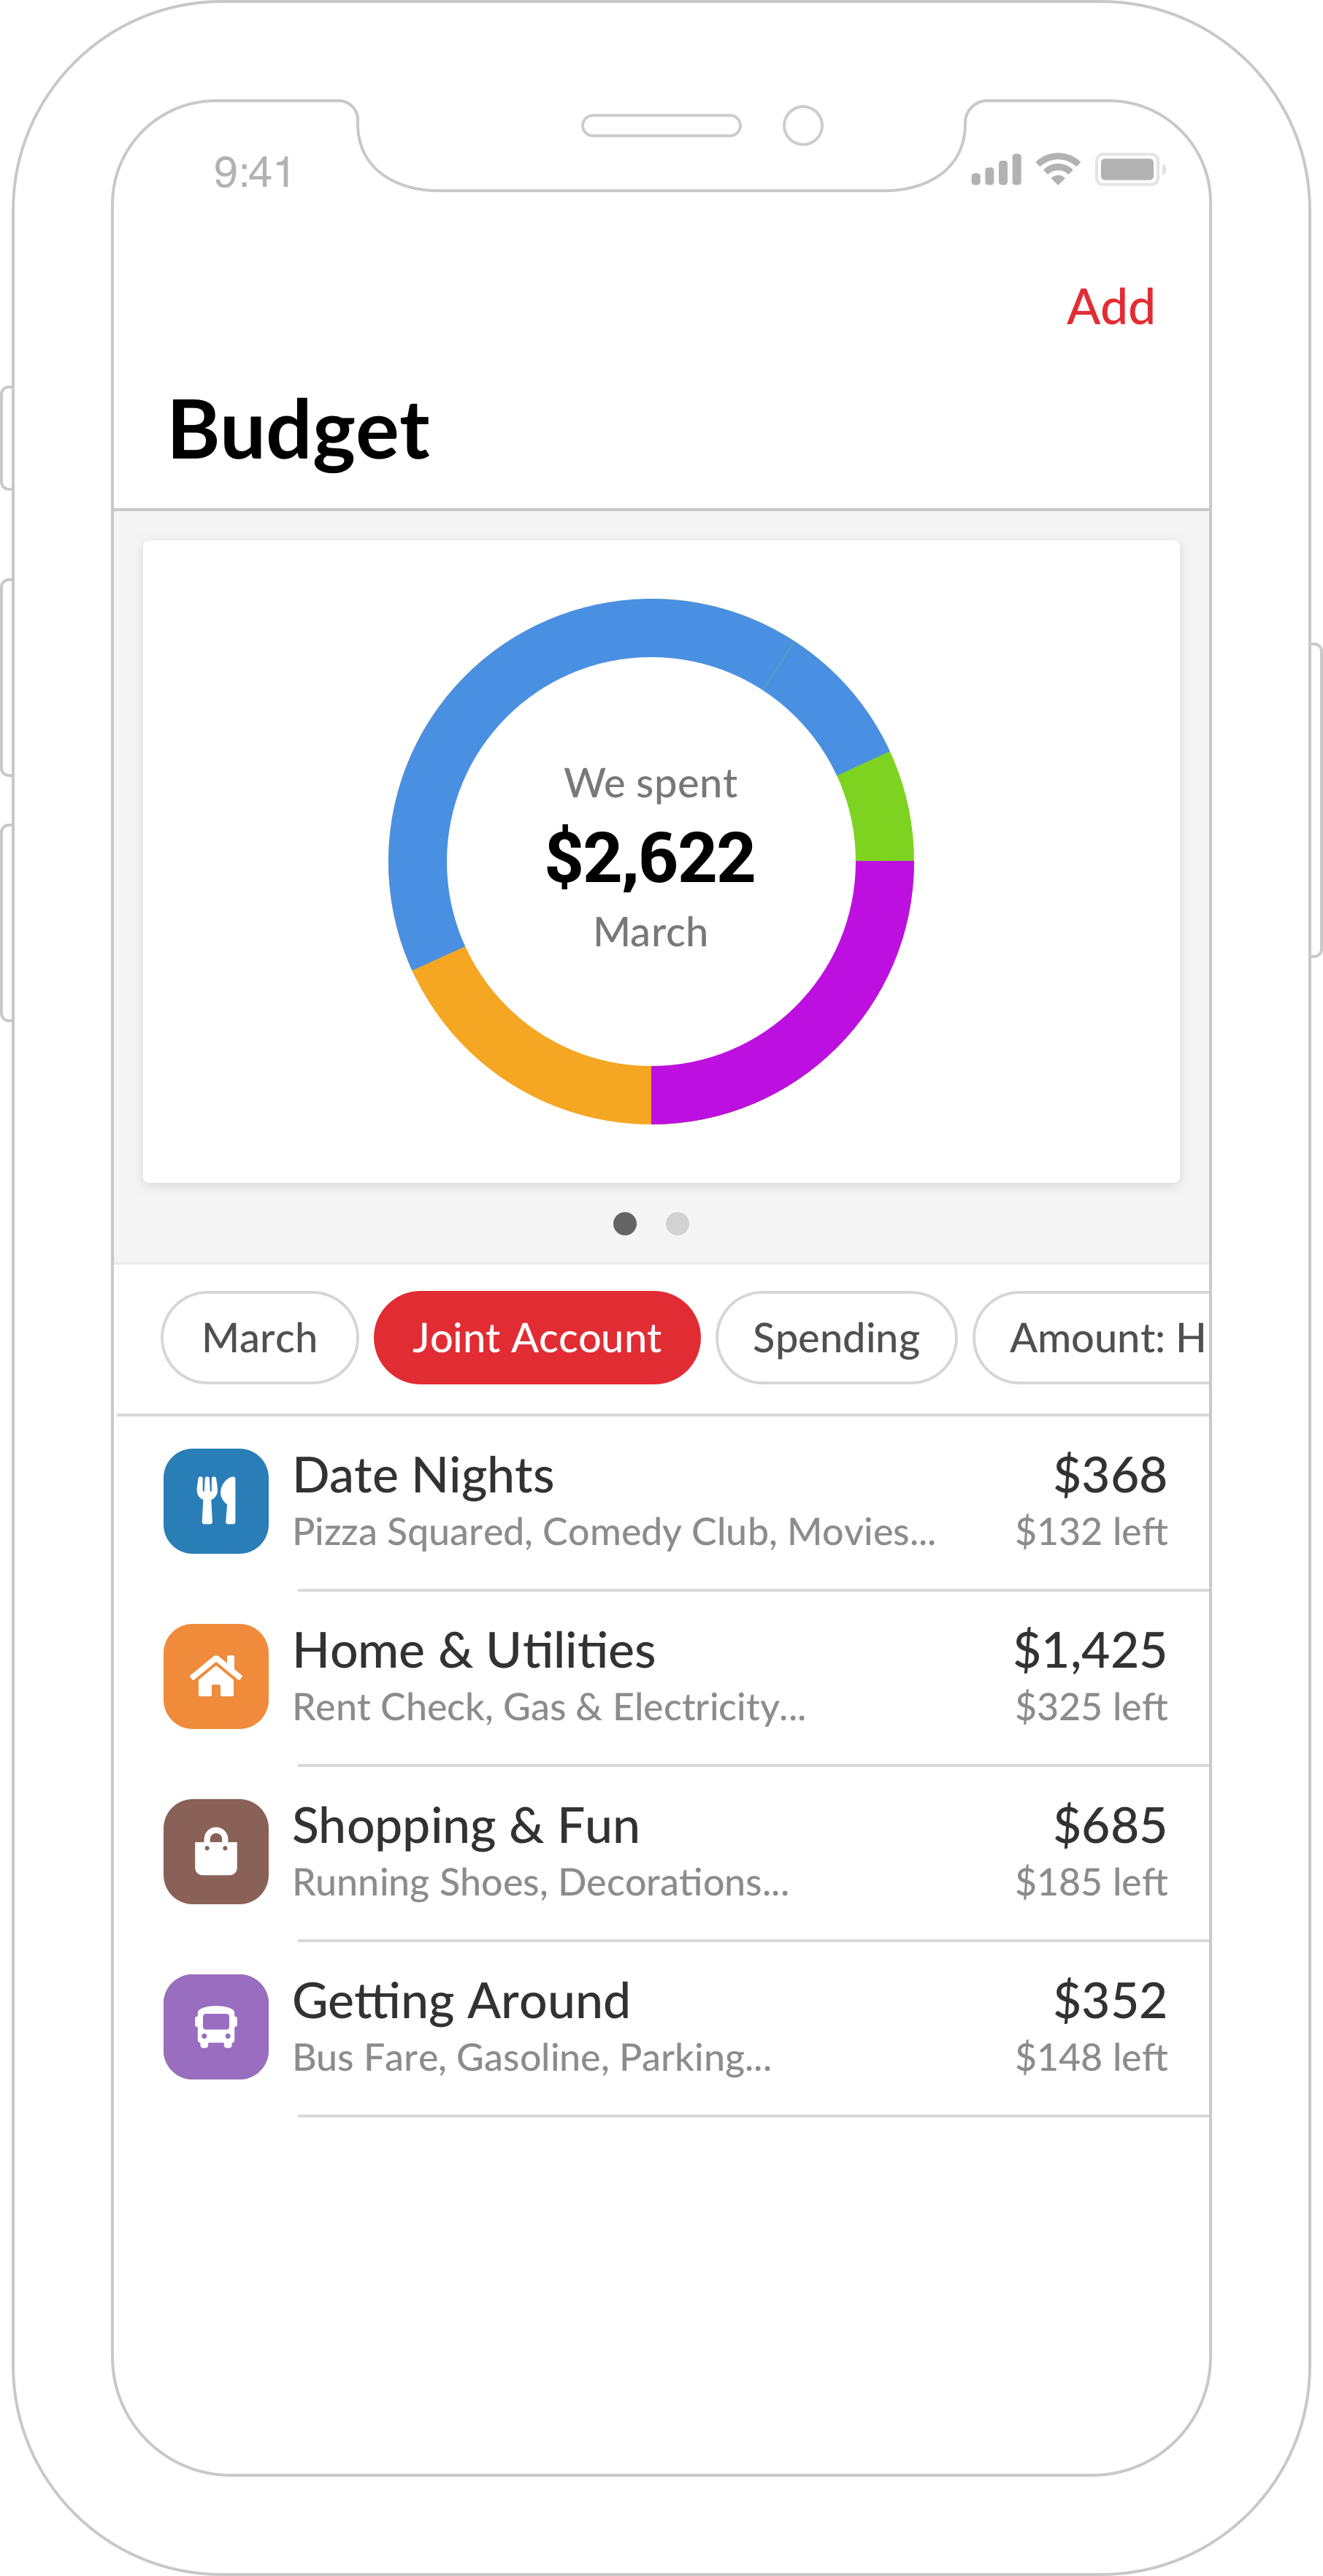 9:41
Add
Budget
We spent
$2,622
March
March Joint Account Spending Amount: H
Date Nights $368
Pizza Squared, Comedy Club, Movies... $132 left
Home & Utilities $1,425
Rent Check, Gas & Electricity... $325 left
Shopping & Fun $685
Running Shoes, Decorations... $185 left
Getting Around $352
Bus Fare, Gasoline, Parking... $148 left